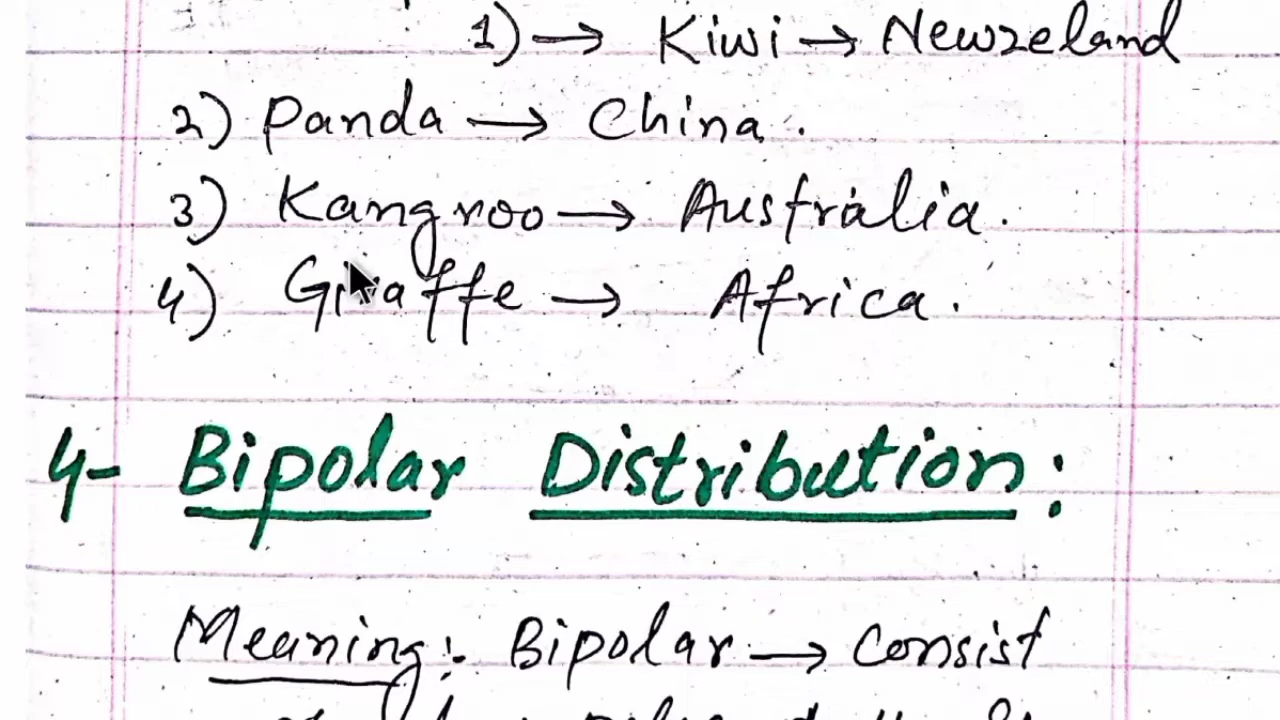 1) → Kiwi → Newzeland
2) Panda → China.
3) Kangroo → Australia.
4) Giraffe → Africa.
4- Bipolar Distribution:
Meaning:. Bipolar → Consist